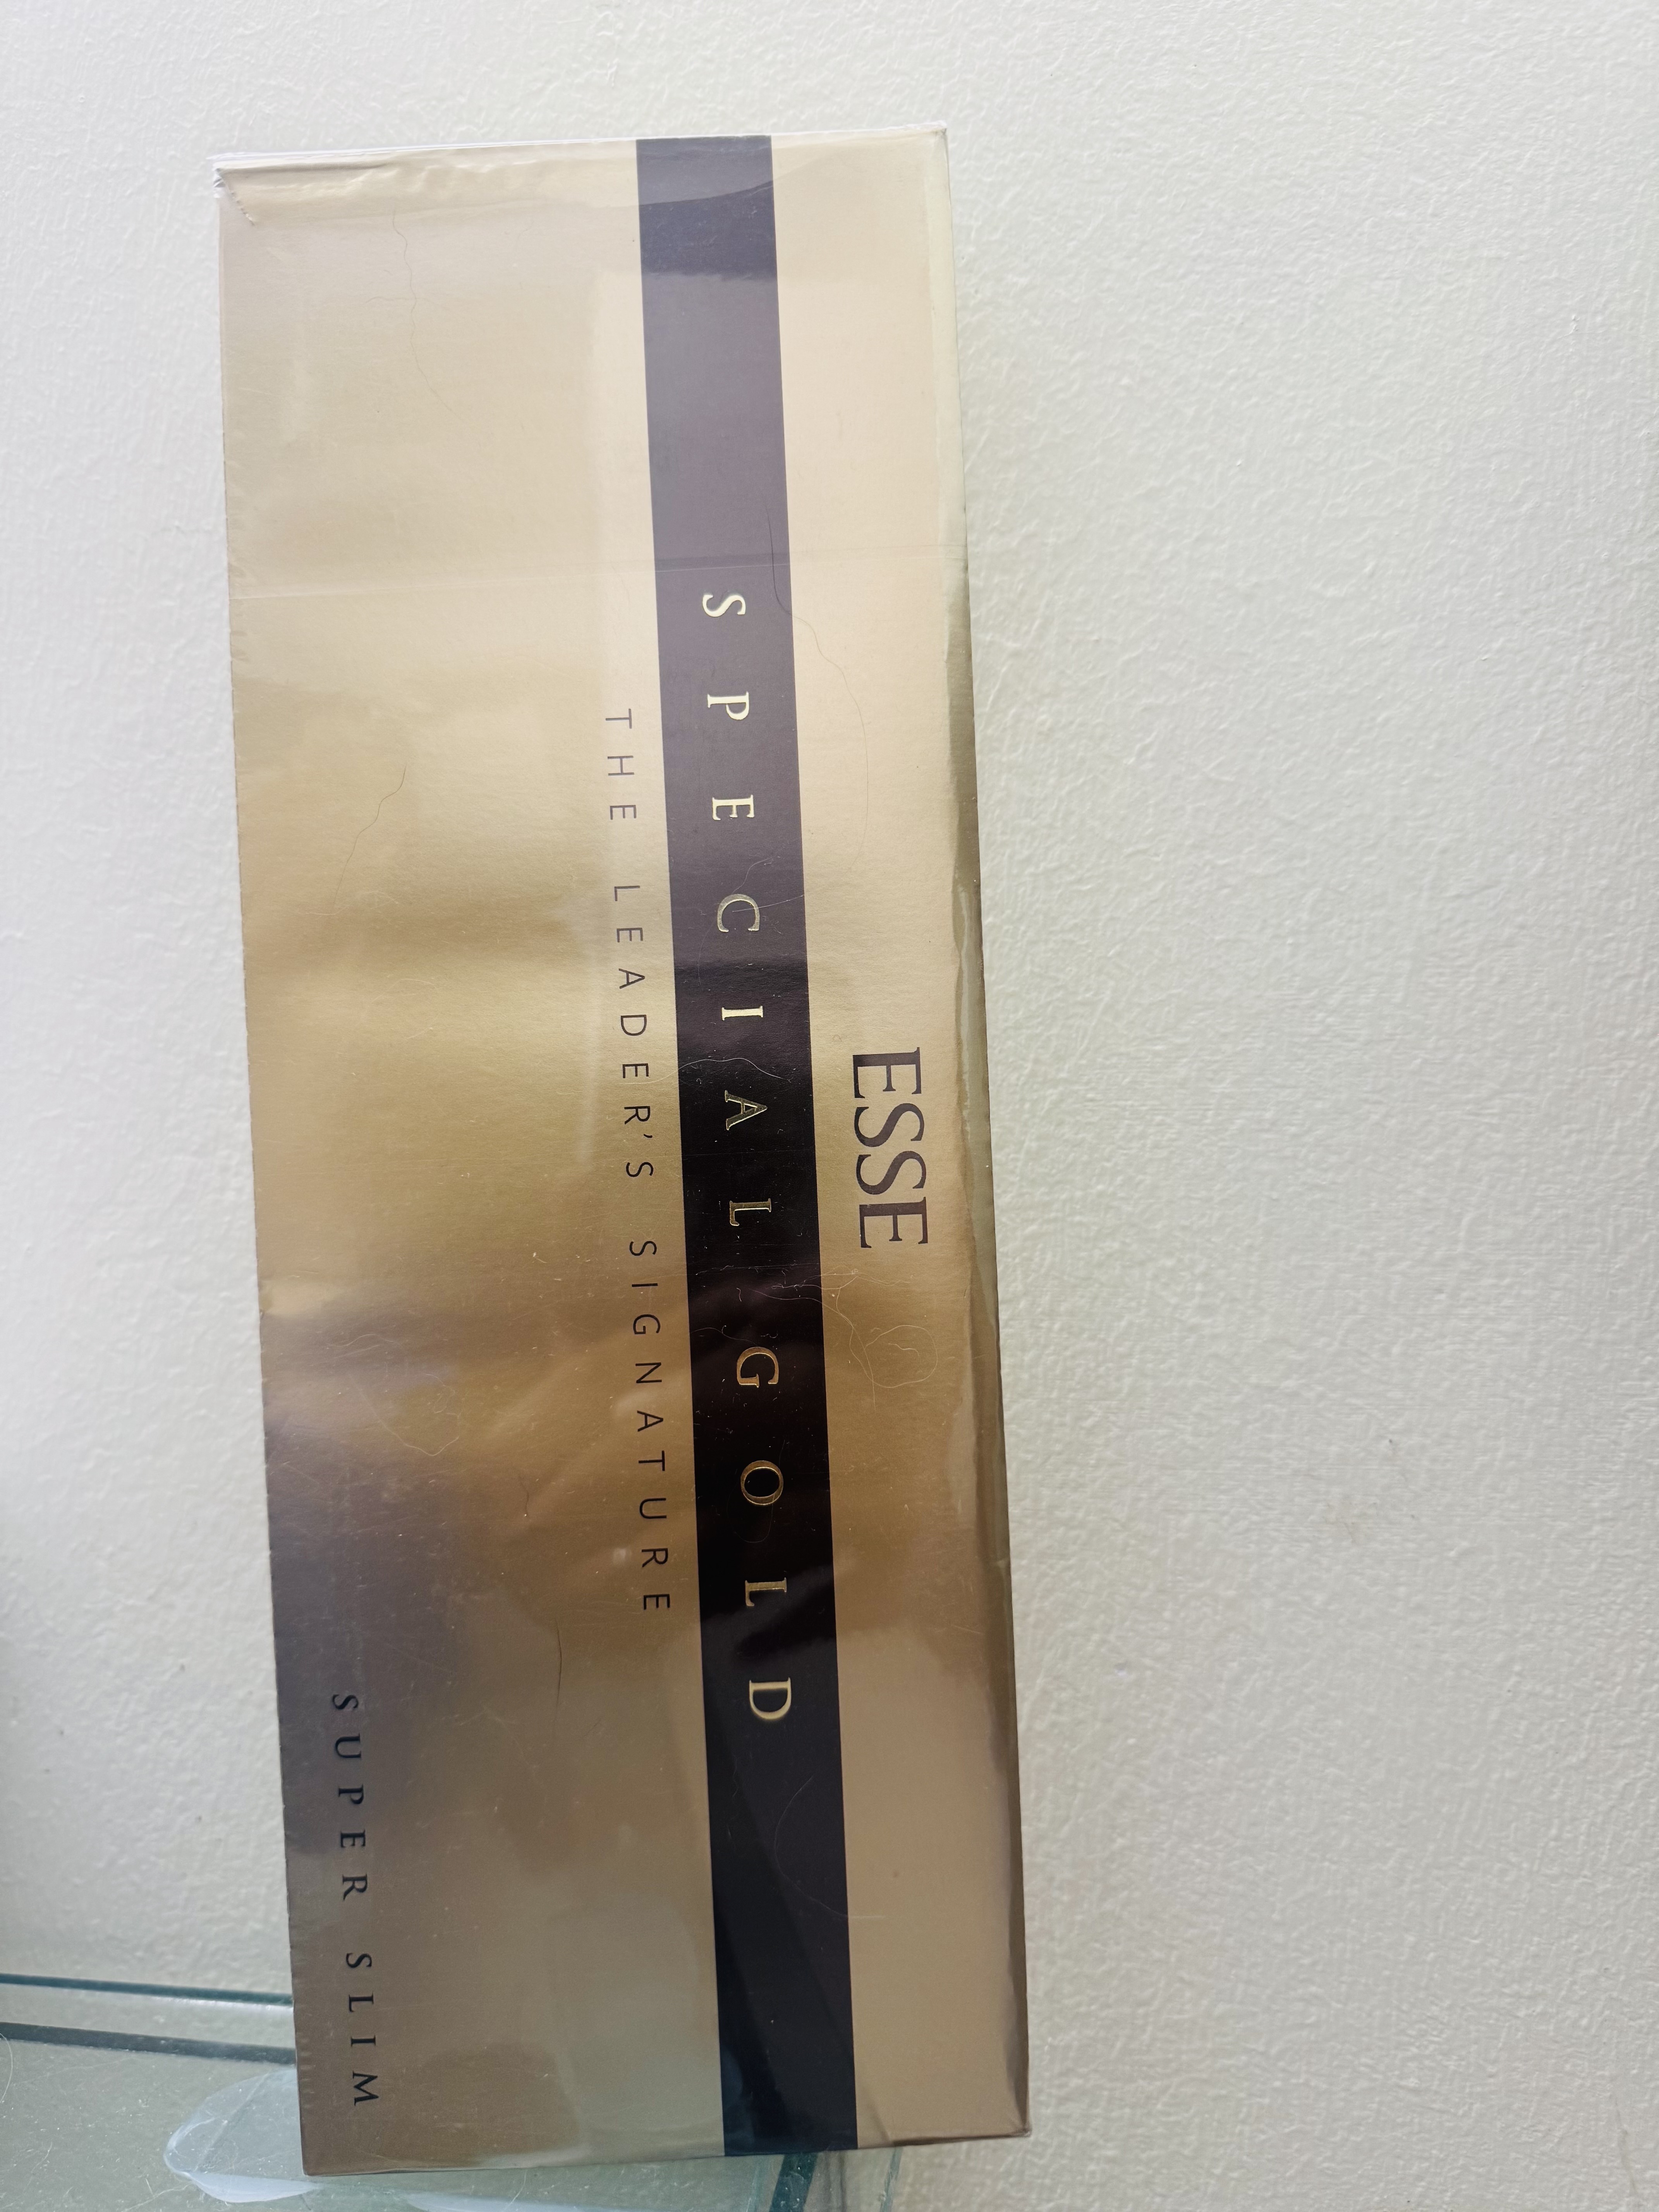 ESSE
SPECIAL GOLD
THE LEADER'S SIGNATURE
SUPER SLIM